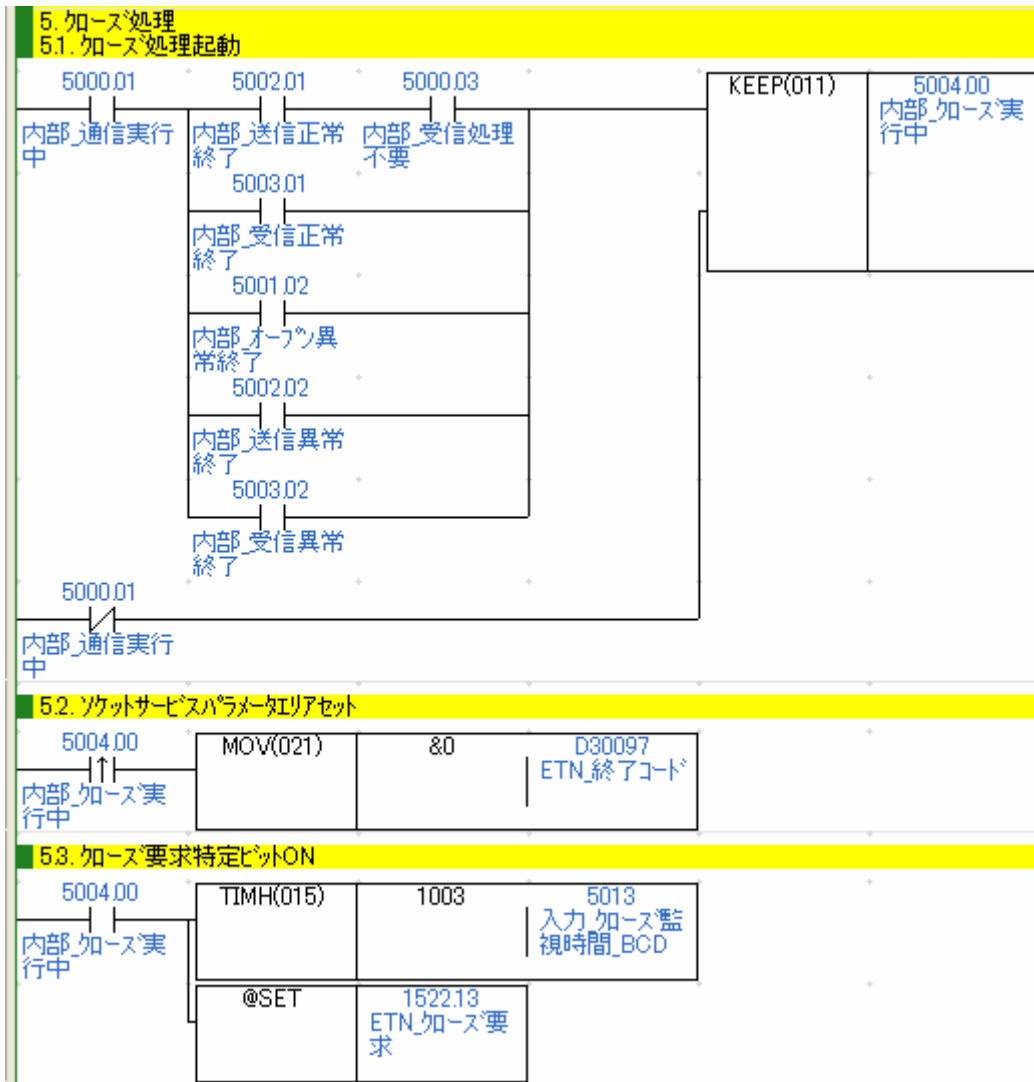 5. ｸﾛｰｽﾞ処理
5.1. ｸﾛｰｽﾞ処理起動
5000.01 5002.01 5000.03 KEEP(011) 5004.00
内部_通信実行中 内部_送信正常終了 内部_受信処理不要 内部_ｸﾛｰｽﾞ実行中
5003.01
内部_受信正常
終了
5001.02
内部_ｵｰﾌﾟﾝ異
常終了
5002.02
内部_送信異常
終了
5003.02
内部_受信異常
終了
5000.01
内部_通信実行
中
5.2. ｿｹｯﾄｻｰﾋﾞｽﾊﾟﾗﾒｰﾀｴﾘｱｾｯﾄ
5004.00 MOV(021) &0 D30097
内部_ｸﾛｰｽﾞ実行中 ETN_終了ｺｰﾄﾞ
5.3. ｸﾛｰｽﾞ要求特定ﾋﾞｯﾄON
5004.00 TIMH(015) 1003 5013
内部_ｸﾛｰｽﾞ実行中 入力_ｸﾛｰｽﾞ監視時間_BCD
@SET 1522.13
ETN_ｸﾛｰｽﾞ要
求